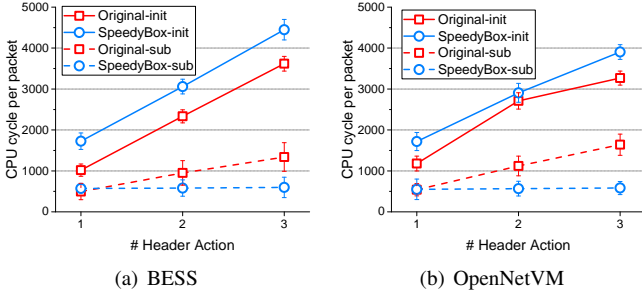 5000
4000
3000
2000
1000
500
0
CPU cycle per packet
Original-init
SpeedyBox-init
Original-sub
SpeedyBox-sub
1
2
3
# Header Action
(a) BESS
5000
4000
3000
2000
1000
500
0
CPU cycle per packet
Original-init
SpeedyBox-init
Original-sub
SpeedyBox-sub
1
2
3
# Header Action
(b) OpenNetVM